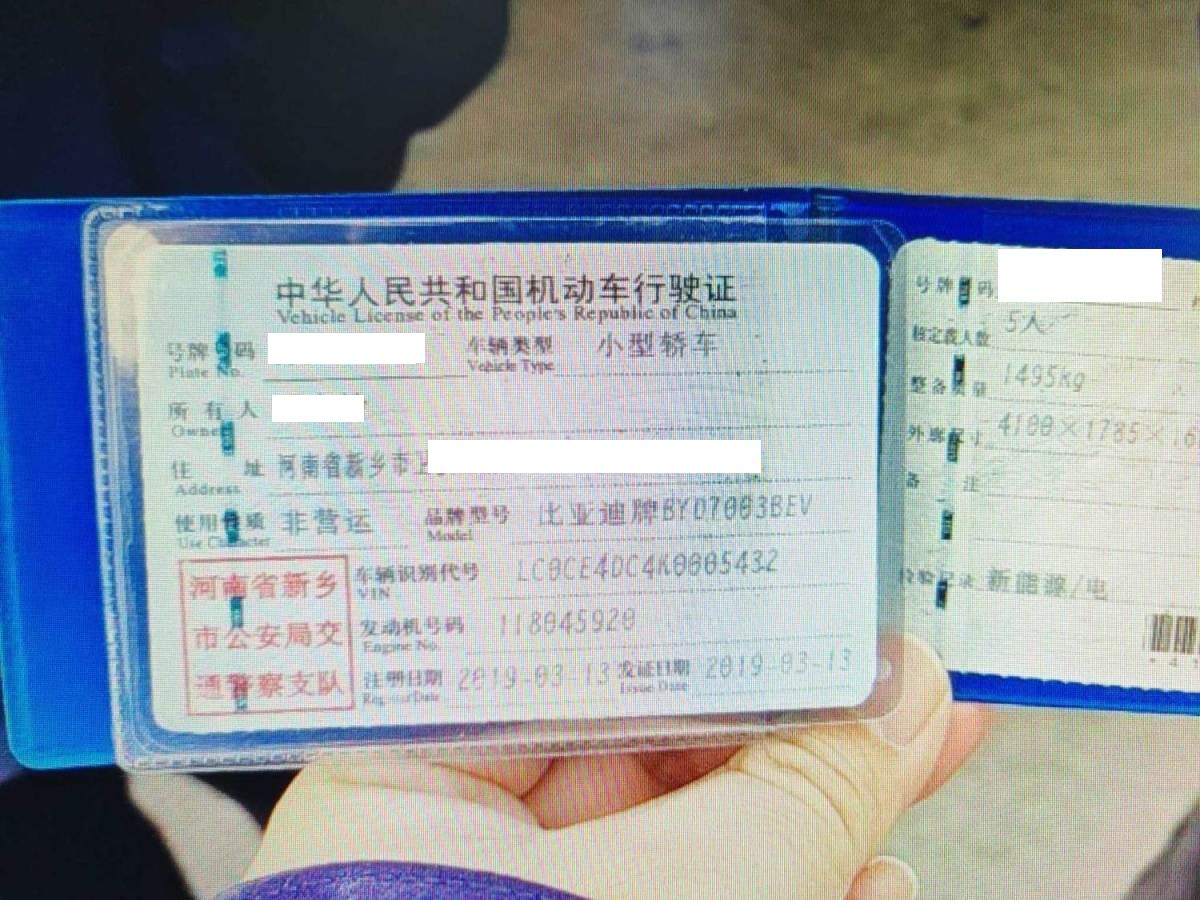 中华人民共和国机动车行驶证
Vehicle License of the People's Republic of China
号牌 码 车辆类型 小型轿车
Plate No. Vehicle Type
所有人
Owner
住址 河南省新乡市
Address
使用 质 非营运 品牌型号 比亚迪牌BYD7003BEV
Use Character Model
车辆识别代号 LC0CE4DC4K0005432
VIN
发动机号码 118045920
Engine No.
注册日期 2019-03-13 发证日期 2019-03-13
Register Date Issue Date
河南省新乡
市公安局交
通警察支队
号牌 码
核定载人数 5人
整备质量 1495kg
外廓尺寸 4100×1785×16
备注
检验记录 新能源/电